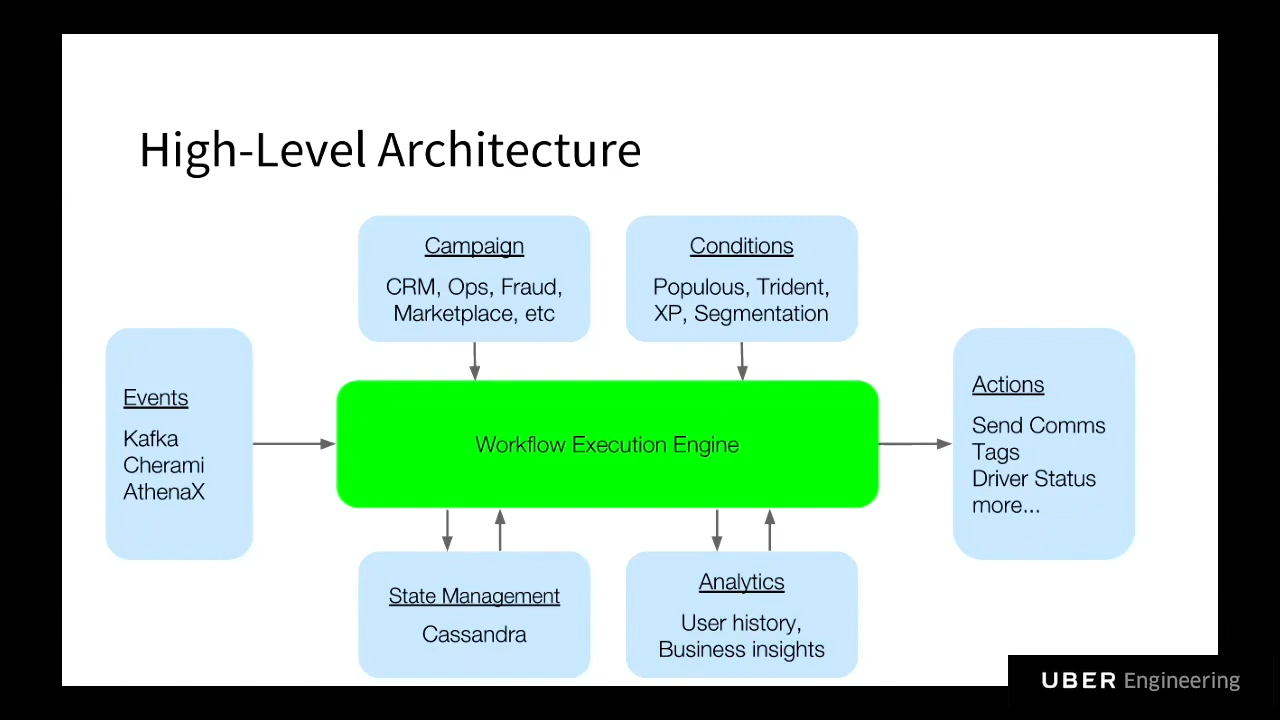 High-Level Architecture
Campaign
CRM, Ops, Fraud,
Marketplace, etc
Conditions
Populous, Trident,
XP, Segmentation
Events
Kafka
Cherami
AthenaX
Workflow Execution Engine
Actions
Send Comms
Tags
Driver Status
more...
State Management
Cassandra
Analytics
User history,
Business insights
UBER Engineering